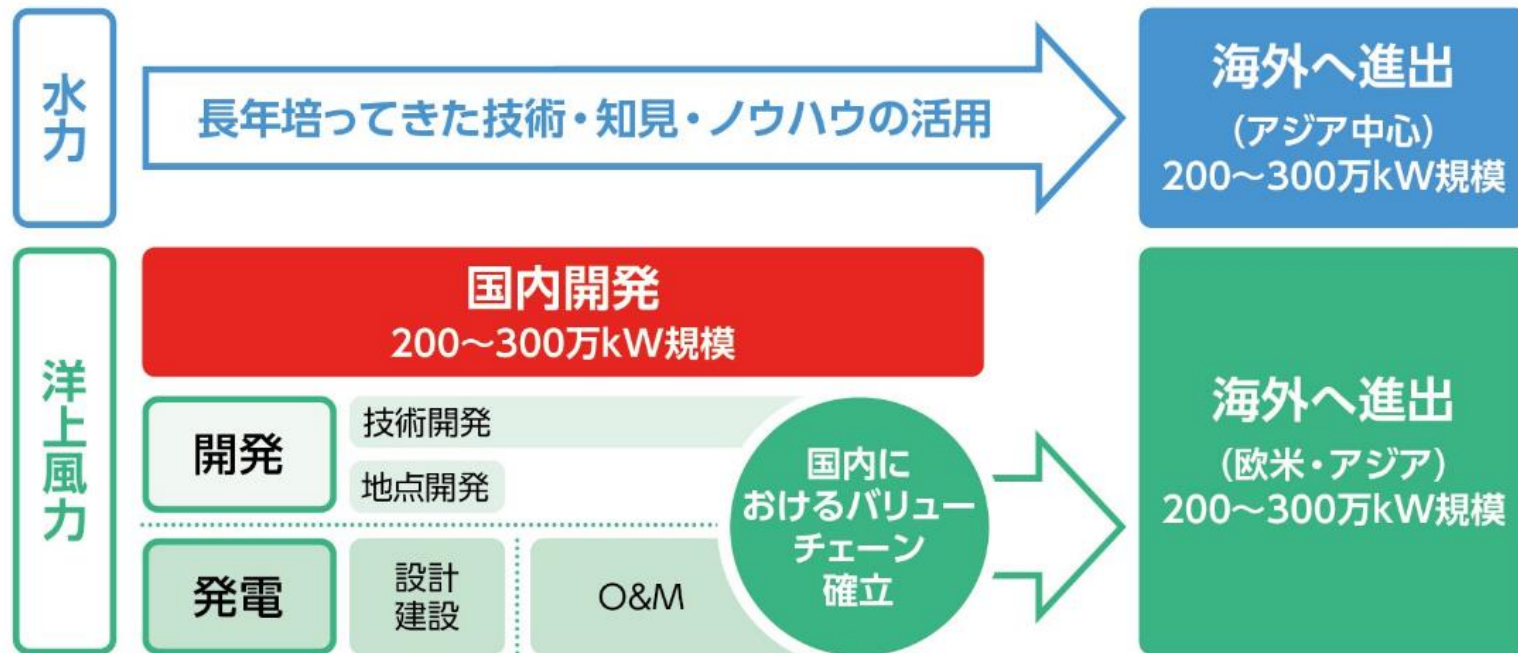 水力
長年培ってきた技術・知見・ノウハウの活用
海外へ進出
(アジア中心)
200～300万kW規模
洋上風力
国内開発
200～300万kW規模
開発
技術開発
地点開発
発電
設計
建設
O&M
国内に
おけるバリュー
チェーン
確立
海外へ進出
(欧米・アジア)
200～300万kW規模